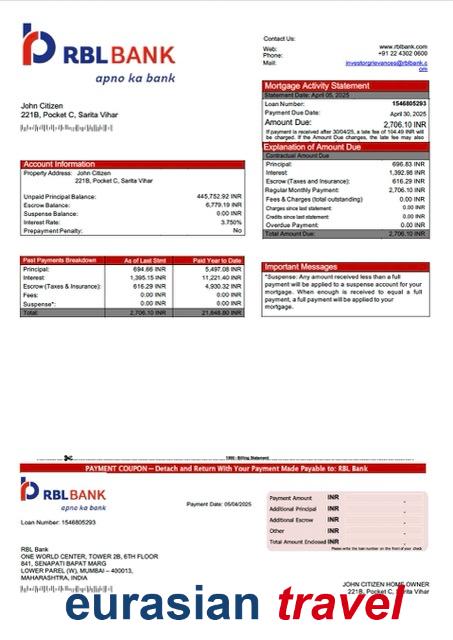 RBL BANK
apno ka bank
Contact Us:
Web: www.rblbank.com
Phone: +91 22 4302 0600
Mail: investorgrievances@rblbank.c
om
John Citizen
221B, Pocket C, Sarita Vihar
Mortgage Activity Statement
Statement Date: April 05, 2025
Loan Number: 1546805293
Payment Due Date: April 30, 2025
Amount Due: 2,706.10 INR
If payment is received after 30/04/25, a late fee of 104.49 INR will
be charged. If the Amount Due changes, the late fee may also
Explanation of Amount Due
Contractual Amount Due
Principal: 696.83 INR
Interest: 1,392.98 INR
Escrow (Taxes and Insurance): 616.29 INR
Regular Monthly Payment: 2,706.10 INR
Fees & Charges (total outstanding) 0.00 INR
Charges since last statement: 0.00 INR
Credits since last statement: 0.00 INR
Overdue Payment: 0.00 INR
Total Amount Due: 2,706.10 INR
Account Information
Property Address: John Citizen
221B, Pocket C, Sarita Vihar
Unpaid Principal Balance: 445,752.92 INR
Escrow Balance: 6,779.19 INR
Suspense Balance: 0.00 INR
Interest Rate: 3.750%
Prepayment Penalty: No
Past Payments Breakdown As of Last Stmt Paid Year to Date
Principal: 694.66 INR 5,497.08 INR
Interest: 1,395.15 INR 11,221.40 INR
Escrow (Taxes & Insurance): 616.29 INR 4,930.32 INR
Fees: 0.00 INR 0.00 INR
Suspense*: 0.00 INR 0.00 INR
Total: 2,706.10 INR 21,648.80 INR
Important Messages
*Suspense: Any amount received less than a full
payment will be applied to a suspense account for your
mortgage. When enough is received to equal a full
payment, a full payment will be applied to your
mortgage.
1980 - Billing Statement
PAYMENT COUPON — Detach and Return With Your Payment Made Payable to: RBL Bank
RBL BANK
apno ka bank
Payment Date: 05/04/2025
Loan Number: 1546805293
Payment Amount INR
Additional Principal INR
Additional Escrow INR
Other INR
Total Amount Enclosed INR
Please write the loan number on the front of your check
RBL Bank
ONE WORLD CENTER, TOWER 2B, 6TH FLOOR
841, SENAPATI BAPAT MARG
LOWER PAREL (W), MUMBAI – 400013,
MAHARASHTRA, INDIA
JOHN CITIZEN HOME OWNER
221B, Pocket C, Sarita Vihar
eurasian travel